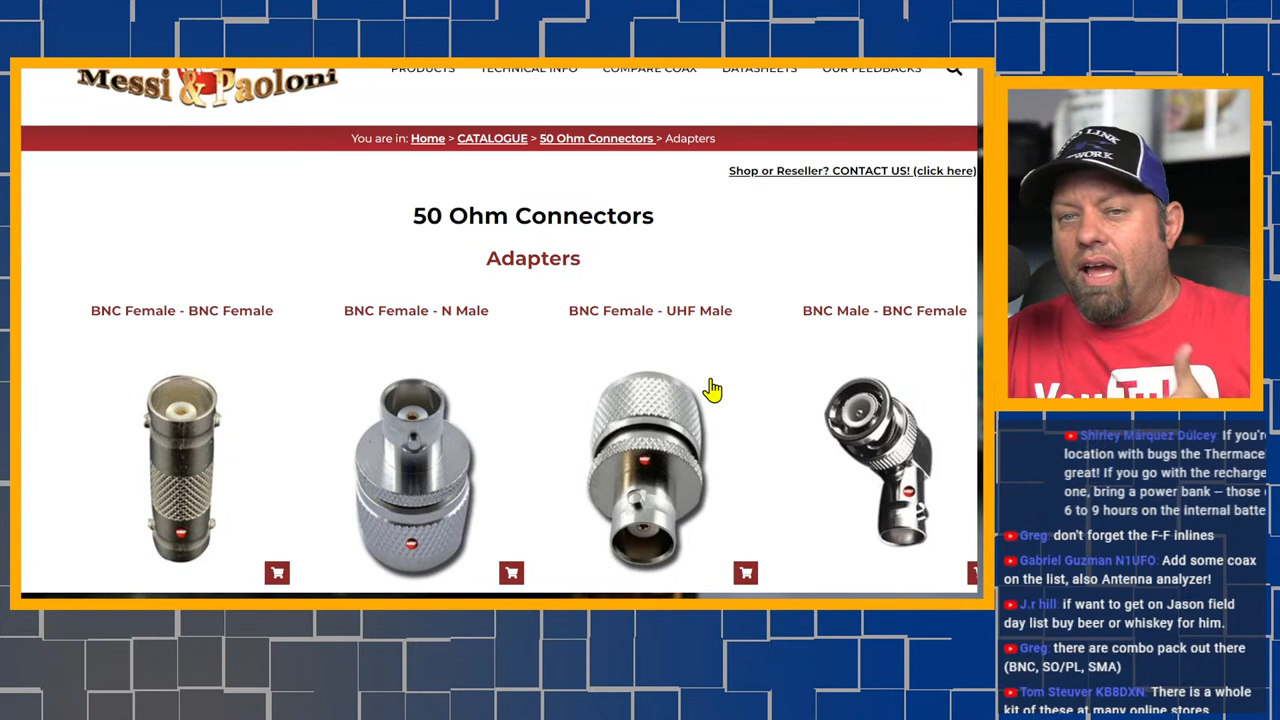 Messi & Paoloni
PRODUCTS TECHNICAL INFO COMPARE COAX DATASHEETS OUR FEEDBACKS
You are in: Home > CATALOGUE > 50 Ohm Connectors > Adapters
Shop or Reseller? CONTACT US! (click here)
50 Ohm Connectors
Adapters
BNC Female - BNC Female
BNC Female - N Male
BNC Female - UHF Male
BNC Male - BNC Female
LINK
WORK
YouTub
Shirley Marquez Dulcey: If you'r
location with bugs the Thermace
great! If you go with the recharge
one, bring a power bank -- those
6 to 9 hours on the internal batte
Greg: don't forget the F-F inlines
Gabriel Guzman N1UFO: Add some coax
on the list, also Antenna analyzer!
J.r hill: if want to get on Jason field
day list buy beer or whiskey for him.
Greg: there are combo pack out there
(BNC, SO/PL, SMA)
Tom Steuver KB8DXN: There is a whole
kit of these at many online stores